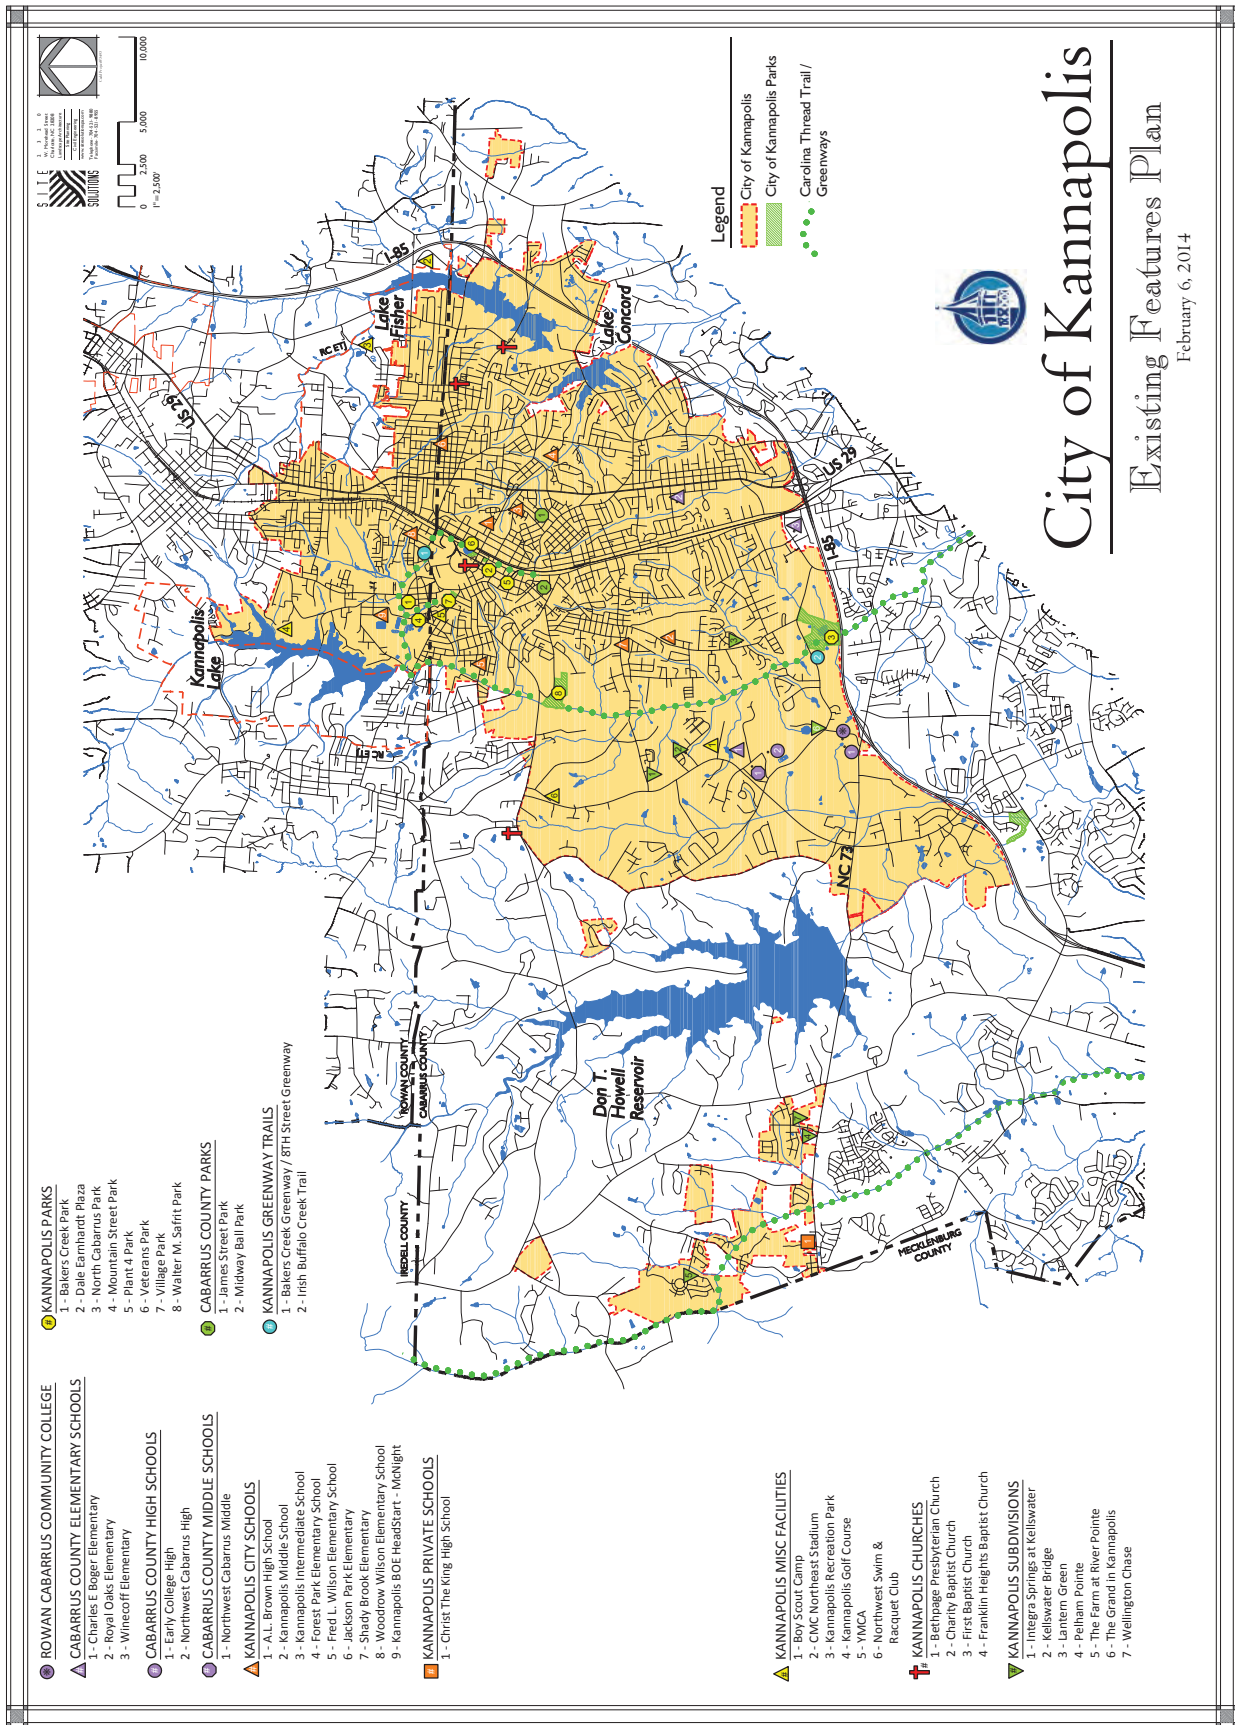 City of Kannapolis
Existing Features Plan
February 6, 2014
Legend
City of Kannapolis
City of Kannapolis Parks
Carolina Thread Trail /
Greenways
SITE
SOLUTIONS
0
2,500
5,000
10,000
1"= 2,500'
ROWAN CABARRUS COMMUNITY COLLEGE
# CABARRUS COUNTY ELEMENTARY SCHOOLS
1 - Charles E Boger Elementary
2 - Royal Oaks Elementary
3 - Winecoff Elementary
# CABARRUS COUNTY HIGH SCHOOLS
1 - Early College High
2 - Northwest Cabarrus High
# CABARRUS COUNTY MIDDLE SCHOOLS
1 - Northwest Cabarrus Middle
# KANNAPOLIS CITY SCHOOLS
1 - A.L. Brown High School
2 - Kannapolis Middle School
3 - Kannapolis Intermediate School
4 - Forest Park Elementary School
5 - Fred L. Wilson Elementary School
6 - Jackson Park Elementary
7 - Shady Brook Elementary
8 - Woodrow Wilson Elementary School
9 - Kannapolis BOE HeadStart - McNight
# KANNAPOLIS PRIVATE SCHOOLS
1 - Christ The King High School
# KANNAPOLIS PARKS
1 - Bakers Creek Park
2 - Dale Earnhardt Plaza
3 - North Cabarrus Park
4 - Mountain Street Park
5 - Plant 4 Park
6 - Veterans Park
7 - Village Park
8 - Walter M. Safrit Park
# CABARRUS COUNTY PARKS
1 - James Street Park
2 - Midway Ball Park
# KANNAPOLIS GREENWAY TRAILS
1 - Bakers Creek Greenway / 8TH Street Greenway
2 - Irish Buffalo Creek Trail
# KANNAPOLIS MISC FACILITIES
1 - Boy Scout Camp
2 - CMC Northeast Stadium
3 - Kannapolis Recreation Park
4 - Kannapolis Golf Course
5 - YMCA
6 - Northwest Swim &
Racquet Club
# KANNAPOLIS CHURCHES
1 - Bethpage Presbyterian Church
2 - Charity Baptist Church
3 - First Baptist Church
4 - Franklin Heights Baptist Church
# KANNAPOLIS SUBDIVISIONS
1 - Integra Springs at Kellswater
2 - Kellswater Bridge
3 - Lantern Green
4 - Pelham Pointe
5 - The Farm at River Pointe
6 - The Grand in Kannapolis
7 - Wellington Chase
IREDELL COUNTY
ROWAN COUNTY
CABARRUS COUNTY
MECKLENBURG
COUNTY
Don T.
Howell
Reservoir
Kannapolis
Lake
Lake
Fisher
Lake
Concord
RC ETJ
RC ETJ
US 29
US 29
I-85
I-85
NC 73